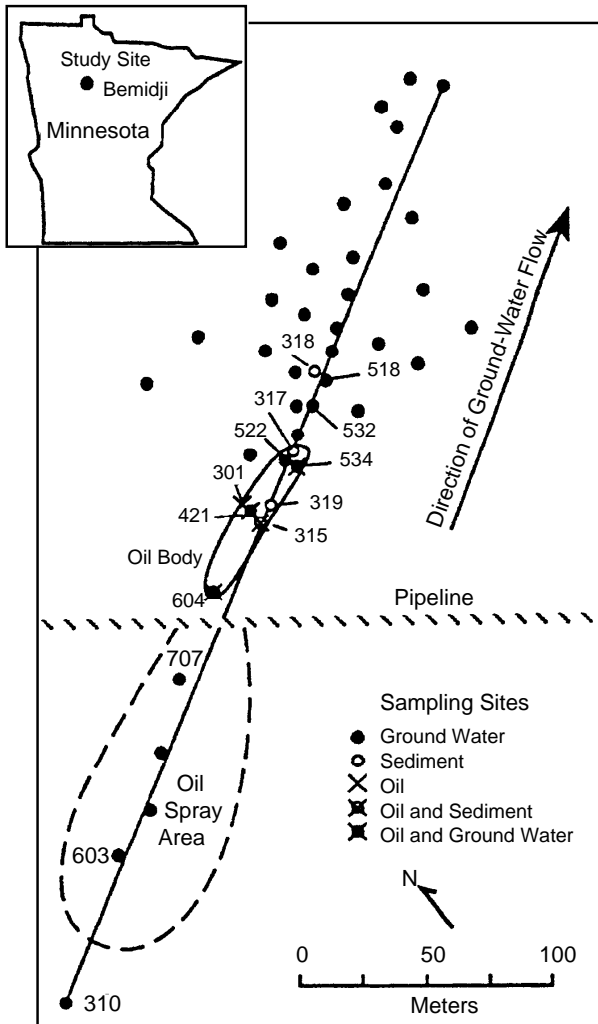 Study Site
Bemidji
Minnesota
Direction of Ground-Water Flow
318
518
317
532
522
534
301
319
421
315
Oil Body
604
Pipeline
707
Sampling Sites
Ground Water
Sediment
Oil
Oil and Sediment
Oil and Ground Water
Oil
Spray
Area
603
N
0 50 100
Meters
310